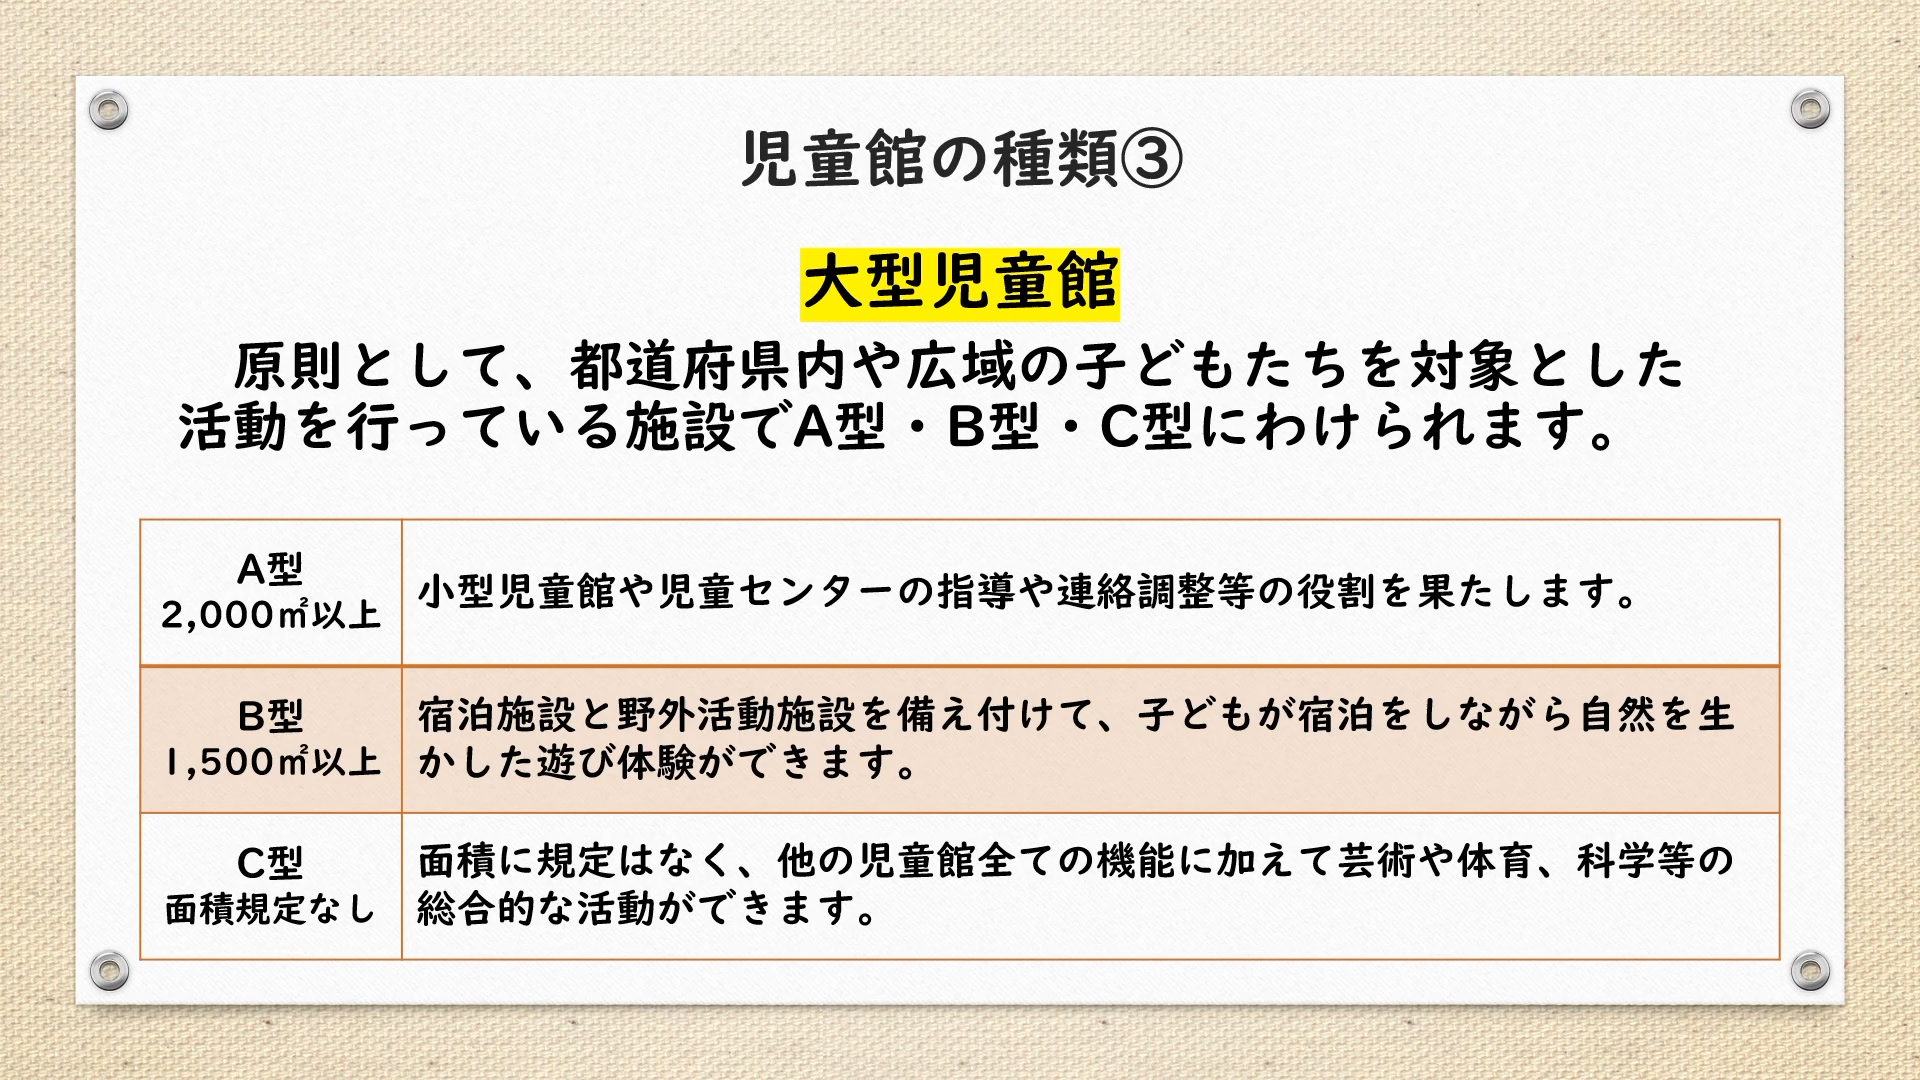 児童館の種類③
大型児童館
原則として、都道府県内や広域の子どもたちを対象とした
活動を行っている施設でA型・B型・C型にわけられます。
A型
2,000㎡以上
小型児童館や児童センターの指導や連絡調整等の役割を果たします。
B型
1,500㎡以上
宿泊施設と野外活動施設を備え付けて、子どもが宿泊をしながら自然を生
かした遊び体験ができます。
C型
面積規定なし
面積に規定はなく、他の児童館全ての機能に加えて芸術や体育、科学等の
総合的な活動ができます。